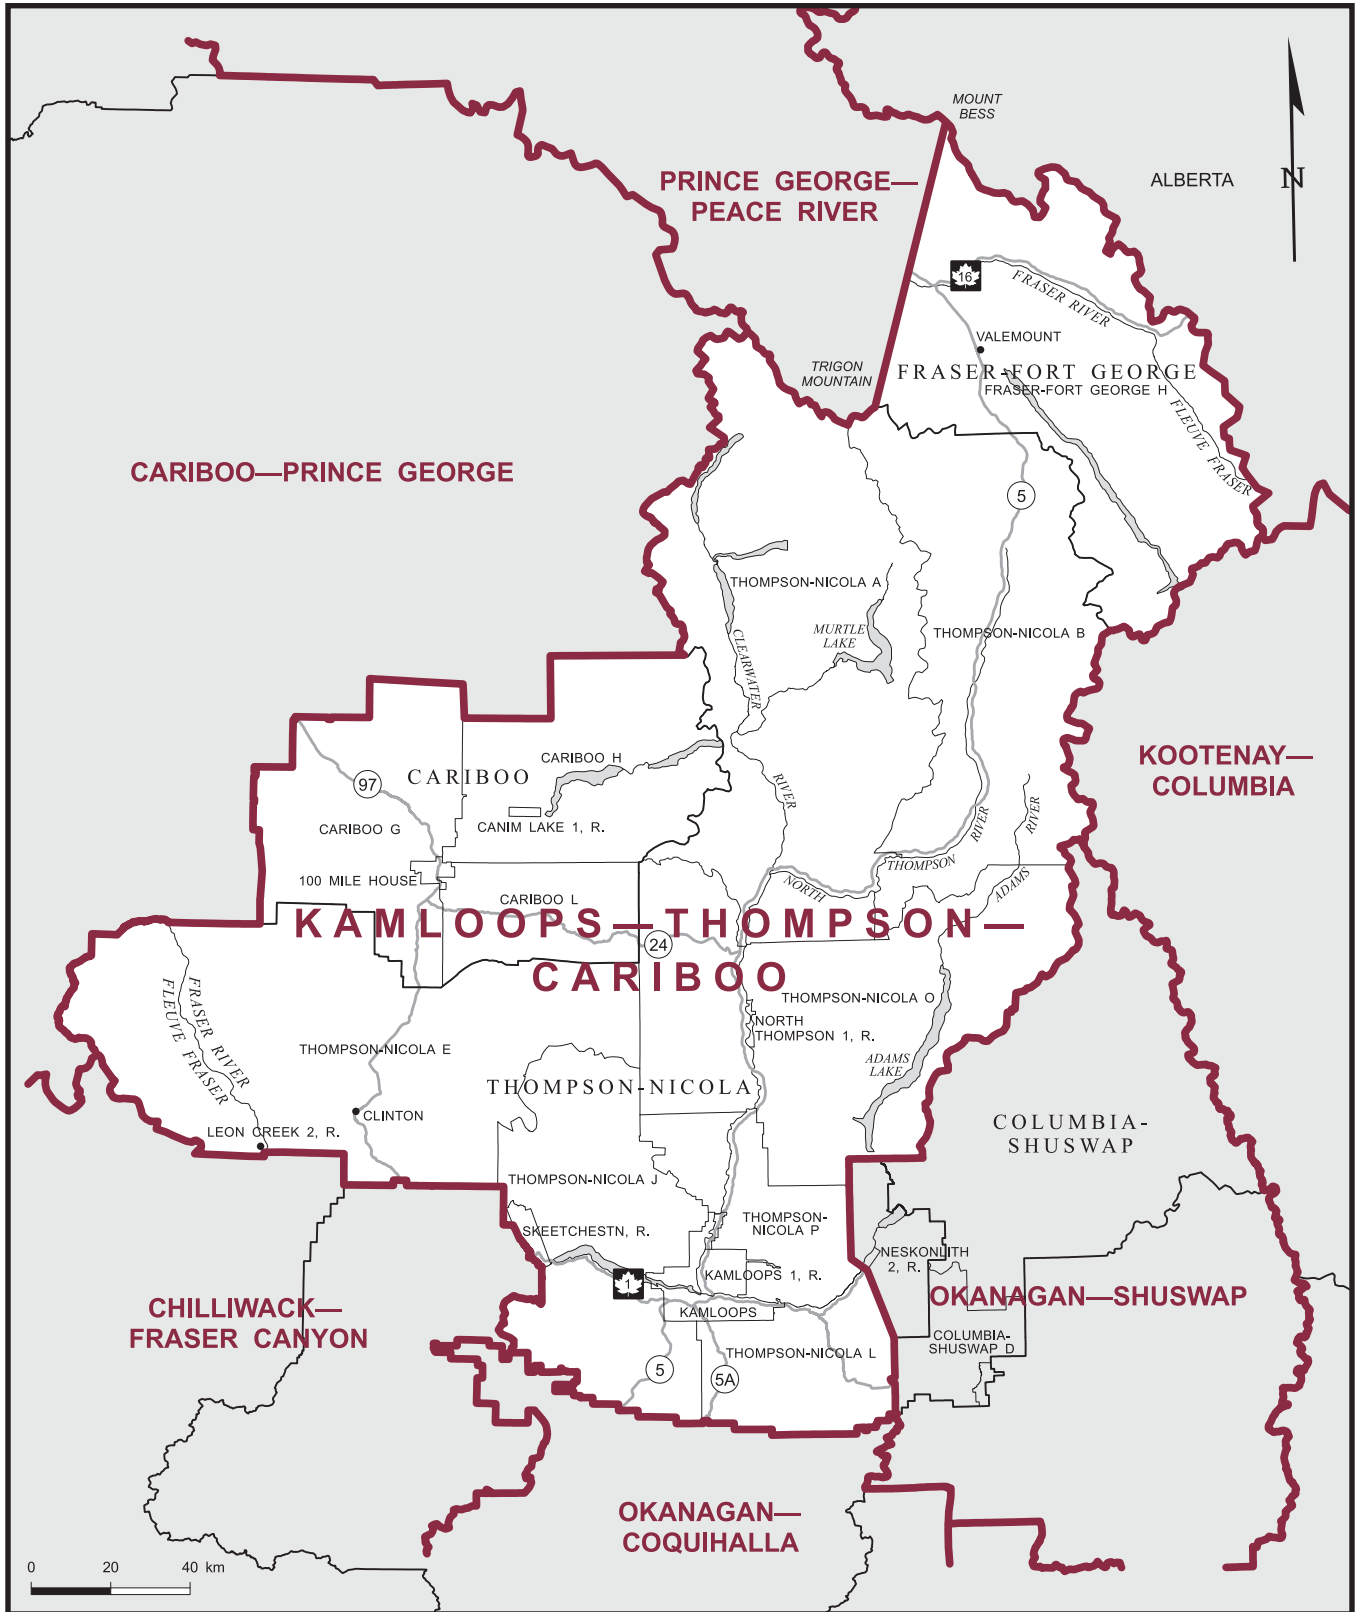 MOUNT
BESS
ALBERTA
N
PRINCE GEORGE—
PEACE RIVER
16
FRASER RIVER
VALEMOUNT
TRIGON
MOUNTAIN
FRASER-FORT GEORGE
FRASER-FORT GEORGE H
FLEUVE FRASER
CARIBOO—PRINCE GEORGE
5
THOMPSON-NICOLA A
MURTLE
LAKE
THOMPSON-NICOLA B
CLEARWATER
RIVER
CARIBOO H
CARIBOO
97
KOOTENAY—
COLUMBIA
CARIBOO G
CANIM LAKE 1, R.
RIVER
RIVER
THOMPSON
NORTH
ADAMS
100 MILE HOUSE
CARIBOO L
KAMLOOPS—THOMPSON—
CARIBOO
24
THOMPSON-NICOLA O
FRASER RIVER
FLEUVE FRASER
NORTH
THOMPSON 1, R.
THOMPSON-NICOLA E
ADAMS
LAKE
THOMPSON-NICOLA
CLINTON
LEON CREEK 2, R.
COLUMBIA-
SHUSWAP
THOMPSON-NICOLA J
THOMPSON-
NICOLA P
SKEETCHESTN, R.
NESKONLITH
2, R.
KAMLOOPS 1, R.
1
OKANAGAN—SHUSWAP
CHILLIWACK—
FRASER CANYON
KAMLOOPS
COLUMBIA-
SHUSWAP D
THOMPSON-NICOLA L
5
5A
OKANAGAN—
COQUIHALLA
0 20 40 km